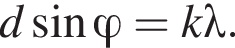 d sin φ = kλ.